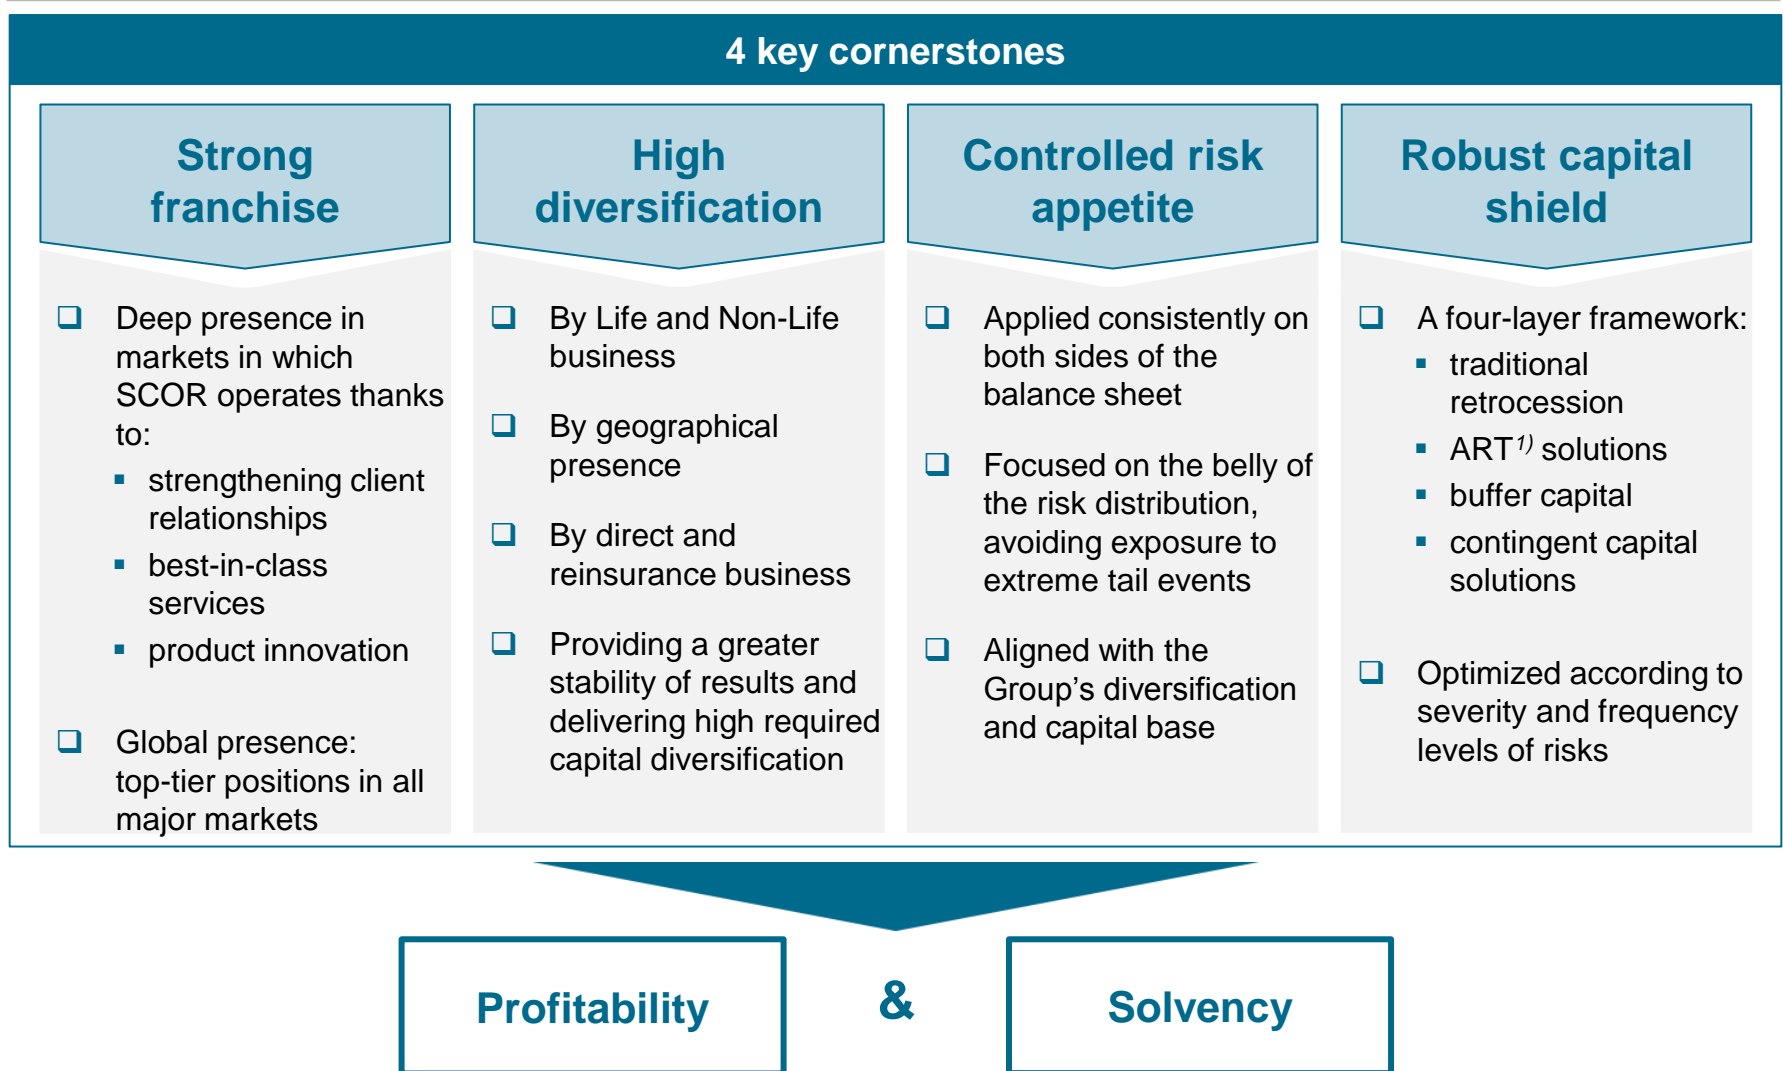 4 key cornerstones
Strong
franchise
Deep presence in
markets in which
SCOR operates thanks
to:
strengthening client
relationships
best-in-class
services
product innovation
Global presence:
top-tier positions in all
major markets
High
diversification
By Life and Non-Life
business
By geographical
presence
By direct and
reinsurance business
Providing a greater
stability of results and
delivering high required
capital diversification
Controlled risk
appetite
Applied consistently on
both sides of the
balance sheet
Focused on the belly of
the risk distribution,
avoiding exposure to
extreme tail events
Aligned with the
Group’s diversification
and capital base
Robust capital
shield
A four-layer framework:
traditional
retrocession
ART1) solutions
buffer capital
contingent capital
solutions
Optimized according to
severity and frequency
levels of risks
Profitability
&
Solvency